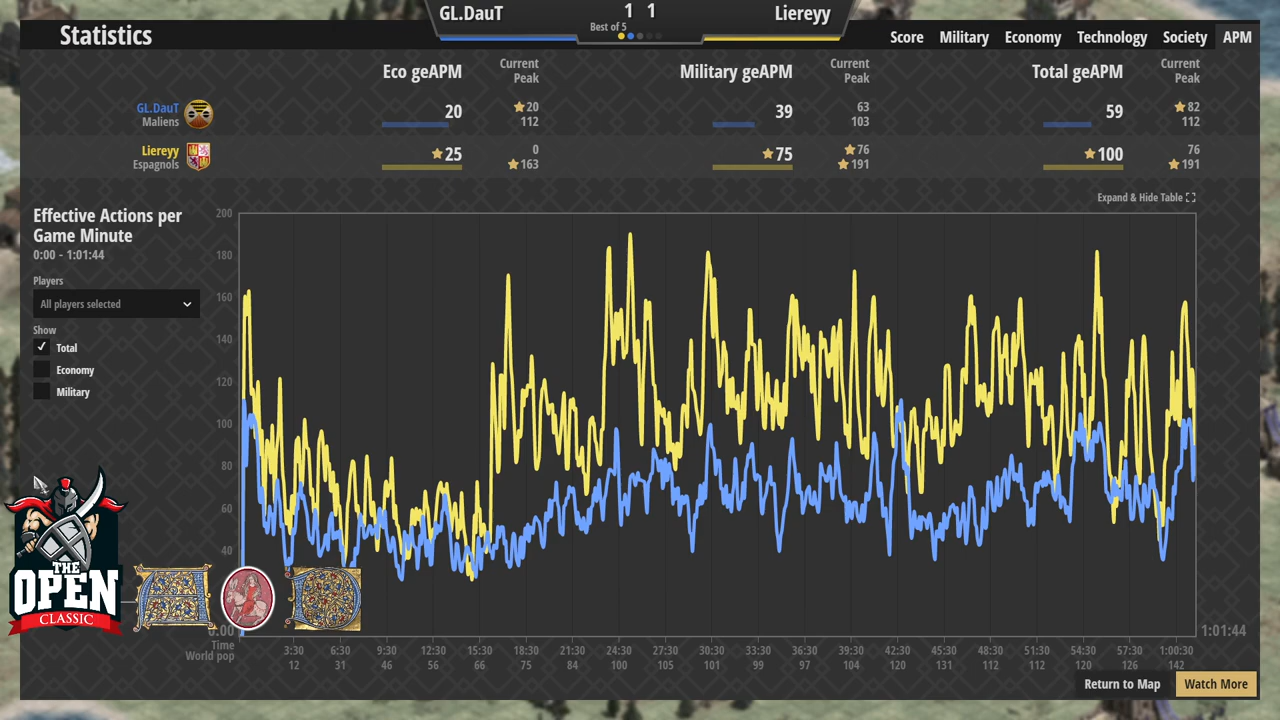 GL.DauT 1 1 Liereyy
Best of 5
Statistics
Score Military Economy Technology Society APM
Eco geAPM Current Peak Military geAPM Current Peak Total geAPM Current Peak
GL.DauT
Maliens
20 20 112 39 63 103 59 82 112
Liereyy
Espagnols
25 0 163 75 76 191 100 76 191
Expand & Hide Table
Effective Actions per
Game Minute
0:00 - 1:01:44
Players
All players selected
Show
Total
Economy
Military
200
180
160
140
120
100
80
60
40
0:00
1:01:44
THE
OPEN
CLASSIC
Time 3:30 6:30 9:30 12:30 15:30 18:30 21:30 24:30 27:30 30:30 33:30 36:30 39:30 42:30 45:30 48:30 51:30 54:30 57:30 1:00:30
World pop 12 31 46 56 66 75 84 100 105 101 99 97 104 120 131 112 112 120 126 142
Return to Map Watch More